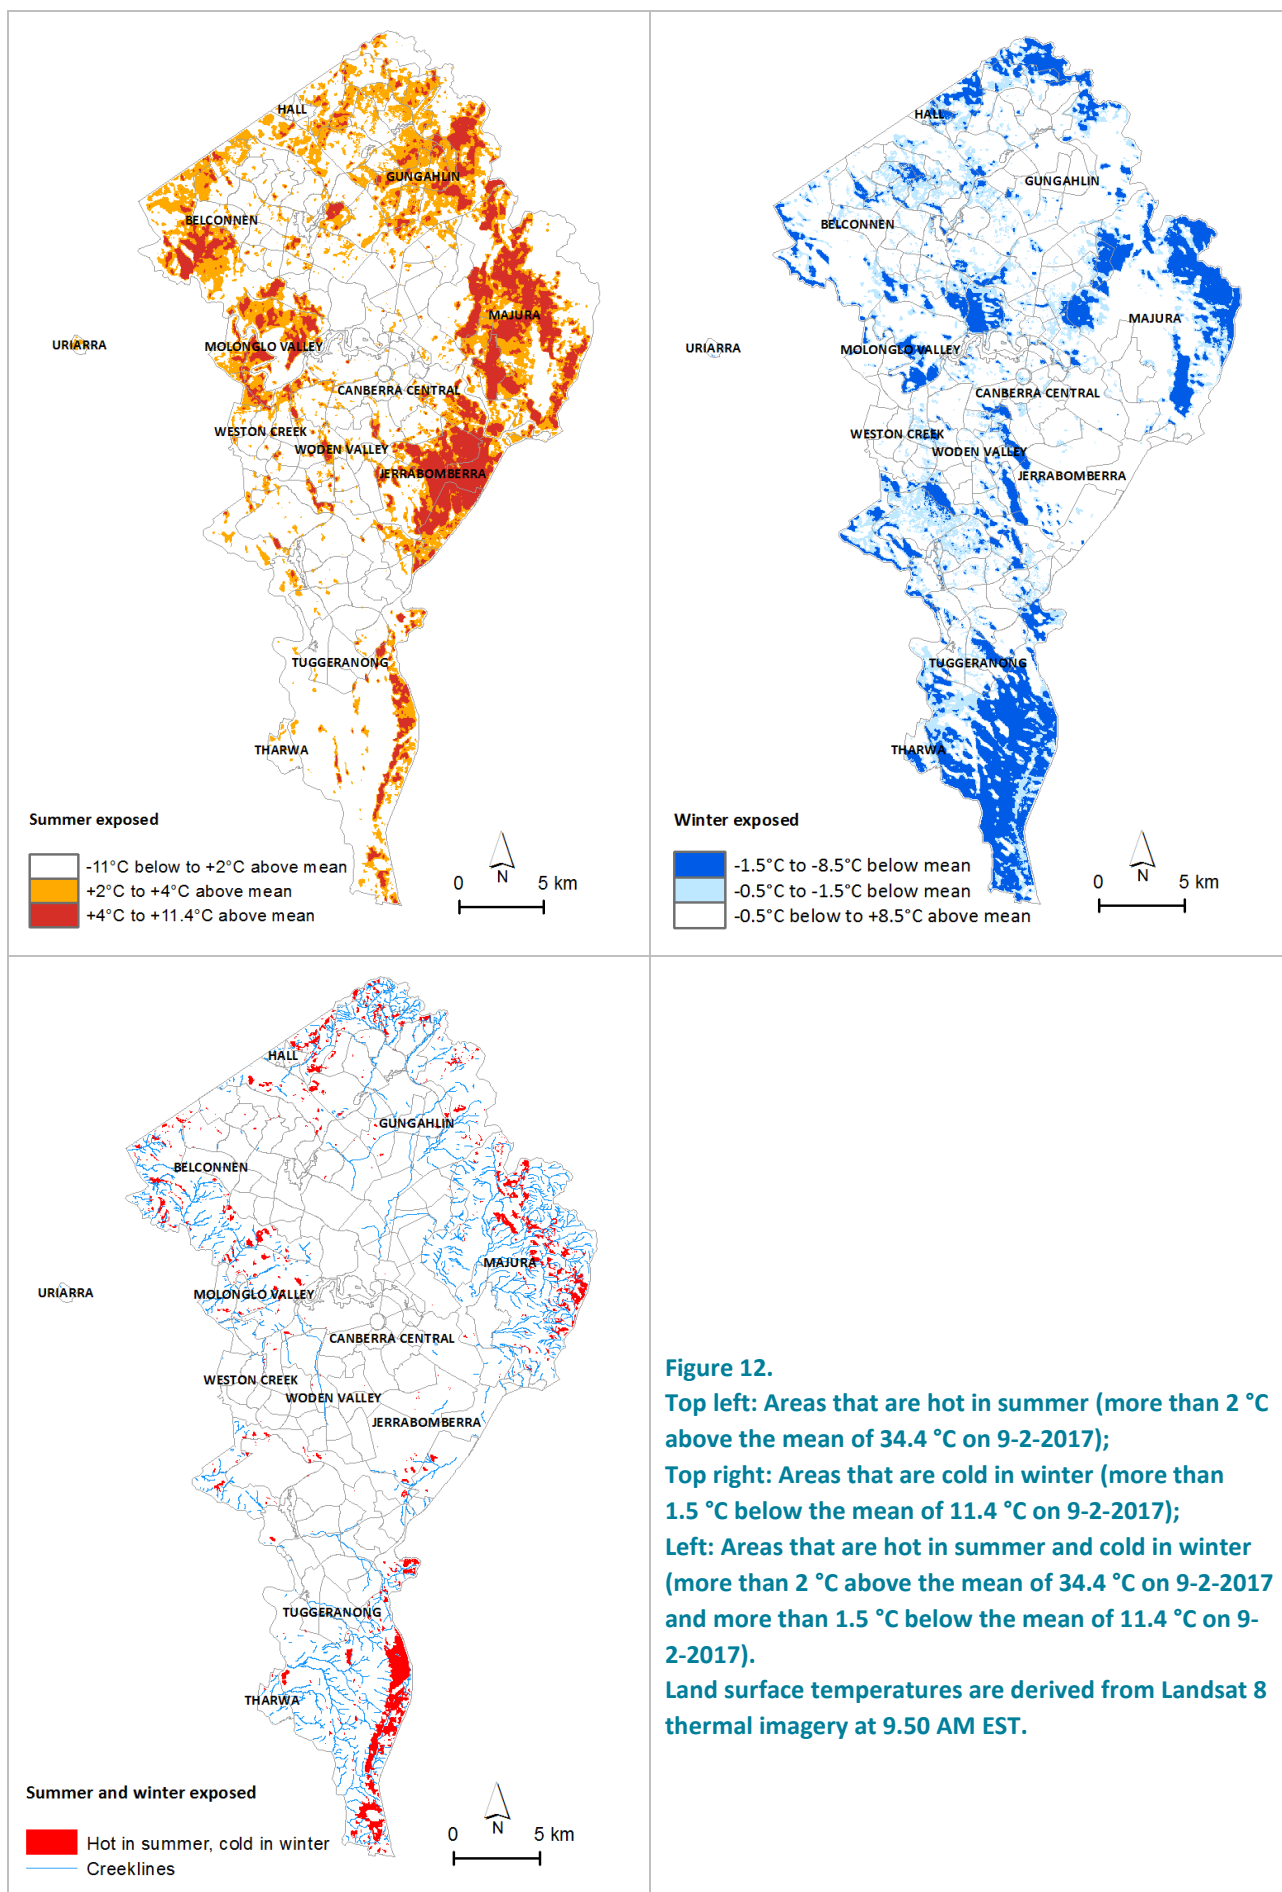 HALL
GUNGAHLIN
BELCONNEN
MAJURA
URIARRA
MOLONGLO VALLEY
CANBERRA CENTRAL
WESTON CREEK
WODEN VALLEY
JERRABOMBERRA
TUGGERANONG
THARWA
Summer exposed
-11°C below to +2°C above mean
+2°C to +4°C above mean
+4°C to +11.4°C above mean
0 5 km
N
HALL
GUNGAHLIN
BELCONNEN
MAJURA
URIARRA
MOLONGLO VALLEY
CANBERRA CENTRAL
WESTON CREEK
WODEN VALLEY
JERRABOMBERRA
TUGGERANONG
THARWA
Winter exposed
-1.5°C to -8.5°C below mean
-0.5°C to -1.5°C below mean
-0.5°C below to +8.5°C above mean
0 5 km
N
HALL
GUNGAHLIN
BELCONNEN
MAJURA
URIARRA
MOLONGLO VALLEY
CANBERRA CENTRAL
WESTON CREEK
WODEN VALLEY
JERRABOMBERRA
TUGGERANONG
THARWA
Summer and winter exposed
Hot in summer, cold in winter
Creeklines
0 5 km
N
Figure 12.
Top left: Areas that are hot in summer (more than 2 °C
above the mean of 34.4 °C on 9-2-2017);
Top right: Areas that are cold in winter (more than
1.5 °C below the mean of 11.4 °C on 9-2-2017);
Left: Areas that are hot in summer and cold in winter
(more than 2 °C above the mean of 34.4 °C on 9-2-2017
and more than 1.5 °C below the mean of 11.4 °C on 9-
2-2017).
Land surface temperatures are derived from Landsat 8
thermal imagery at 9.50 AM EST.